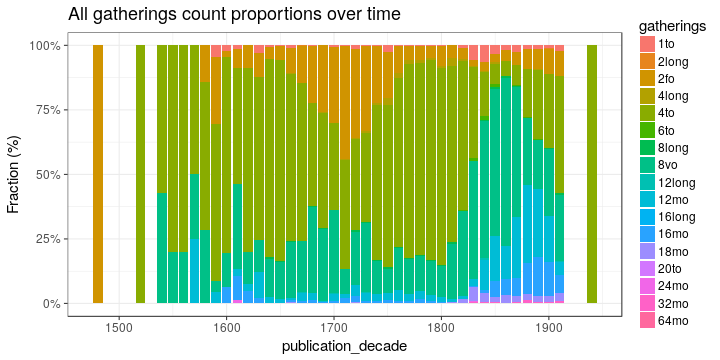 All gatherings count proportions over time
gatherings
1to
2long
2fo
4long
4to
6to
8long
8vo
12long
12mo
16long
16mo
18mo
20to
24mo
32mo
64mo
Fraction (%)
100%
75%
50%
25%
0%
1500 1600 1700 1800 1900
publication_decade